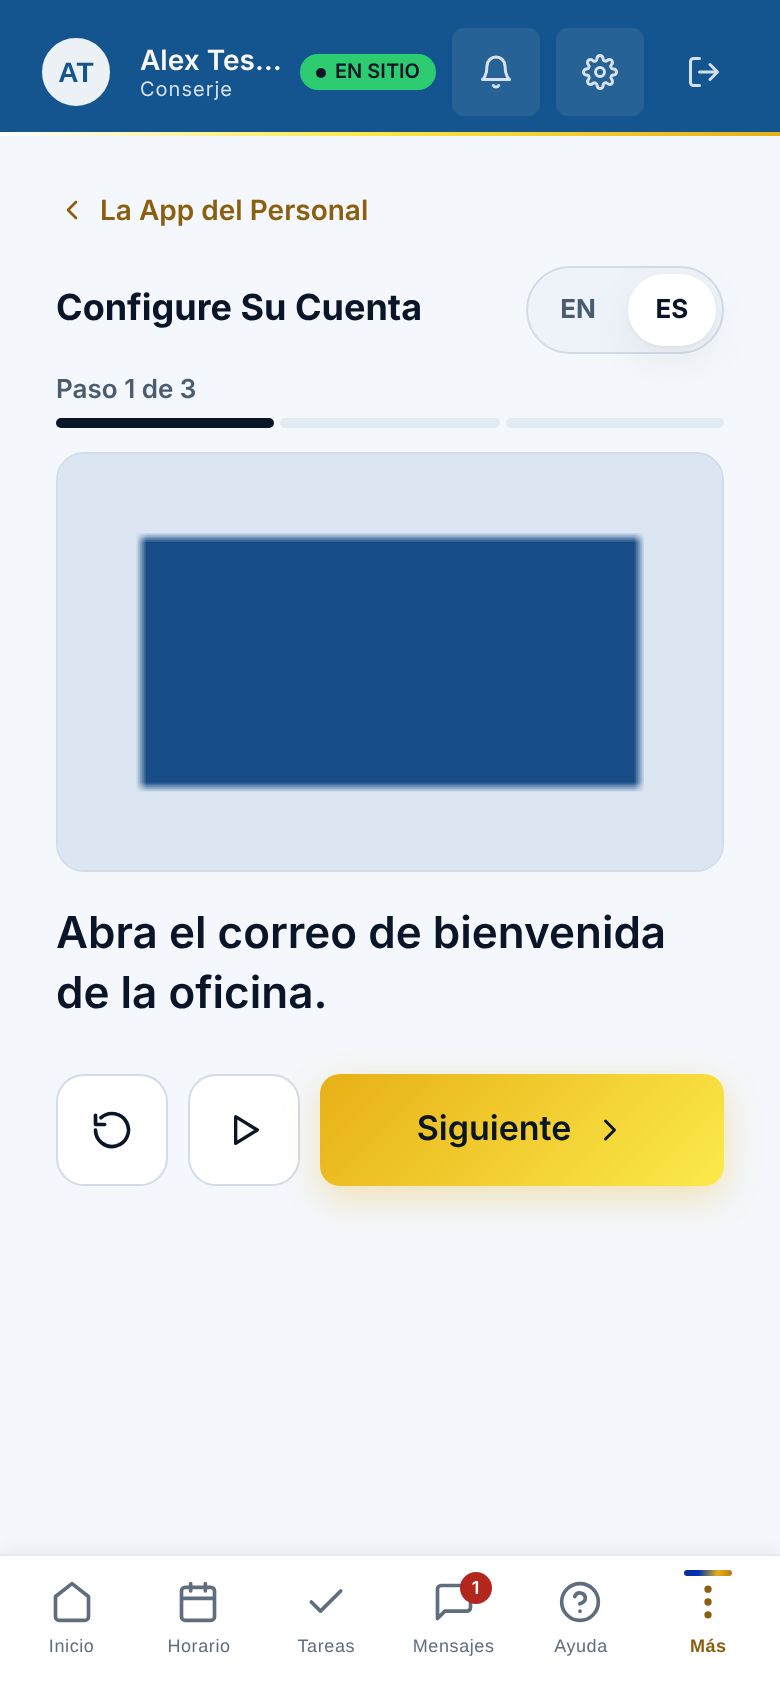 AT
Alex Tes...
Conserje
EN SITIO
La App del Personal
Configure Su Cuenta
EN
ES
Paso 1 de 3
Abra el correo de bienvenida
de la oficina.
Siguiente
1
Inicio
Horario
Tareas
Mensajes
Ayuda
Más